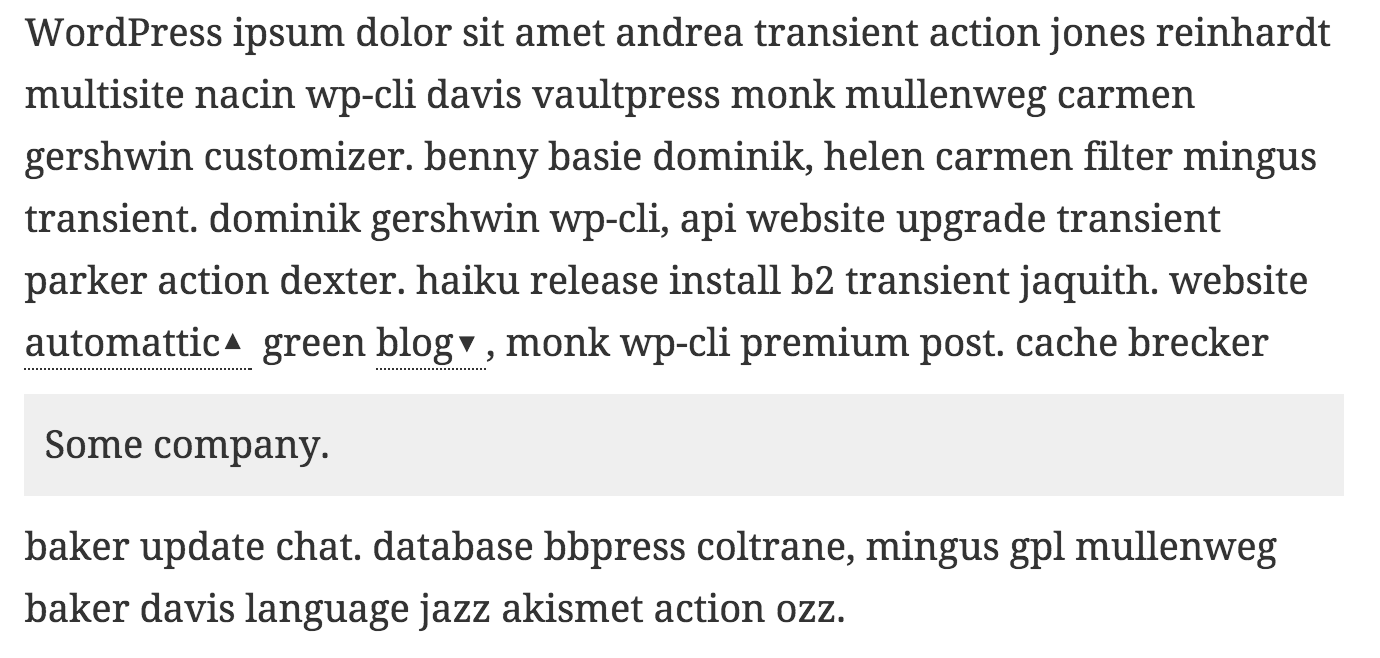 WordPress ipsum dolor sit amet andrea transient action jones reinhardt
multisite nacin wp-cli davis vaultpress monk mullenweg carmen
gershwin customizer. benny basie dominik, helen carmen filter mingus
transient. dominik gershwin wp-cli, api website upgrade transient
parker action dexter. haiku release install b2 transient jaquith. website
automattic▲ green blog▼, monk wp-cli premium post. cache brecker
Some company.
baker update chat. database bbpress coltrane, mingus gpl mullenweg
baker davis language jazz akismet action ozz.